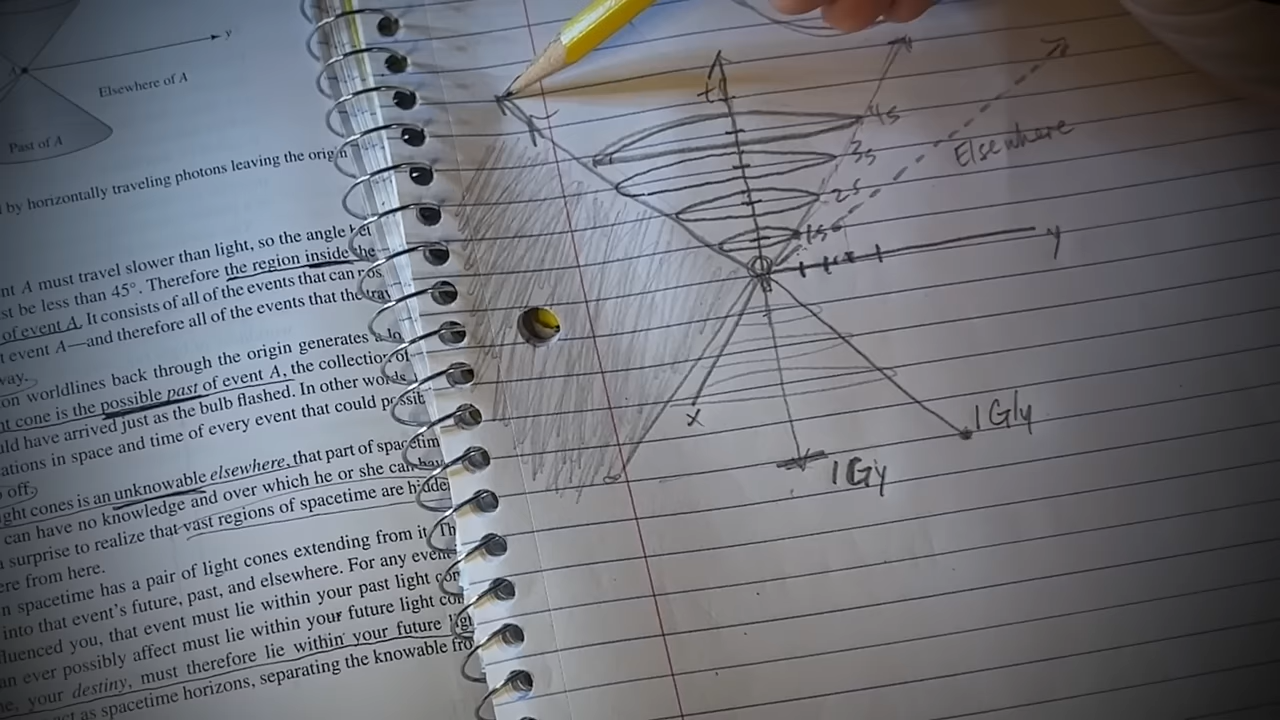 y
Elsewhere of A
Past of A
by horizontally traveling photons leaving the origin
nt A must travel slower than light, so the angle
st be less than 45°. Therefore the region inside the
of event A. It consists of all of the events that can
t event A—and therefore all of the events that
way.
on worldlines back through the origin generates a
t cone is the possible past of event A, the collection of
ld have arrived just as the bulb flashed. In other words
ations in space and time of every event that could
off.
ght cones is an unknowable elsewhere, that part of
can have no knowledge and over which he or she can
surprise to realize that vast regions of spacetime are
ere from here.
n spacetime has a pair of light cones extending from it.
into that event's future, past, and elsewhere. For any
fluenced you, that event must lie within your past light
an ever possibly affect must lie within your future light
e, your destiny, must therefore lie within your future
act as spacetime horizons, separating the knowable
t
4s
3s
2s
1s
Elsewhere
y
x
1Gly
1Gy